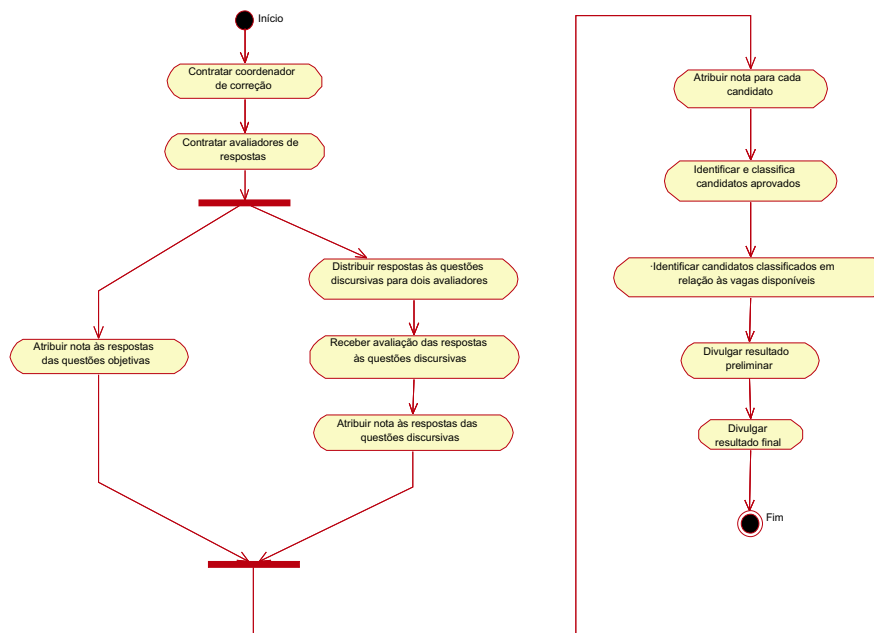 Início
Contratar coordenador
de correção
Contratar avaliadores de
respostas
Distribuir respostas às questões
discursivas para dois avaliadores
Atribuir nota às respostas
das questões objetivas
Receber avaliação das respostas
às questões discursivas
Atribuir nota às respostas das
questões discursivas
Atribuir nota para cada
candidato
Identificar e classifica
candidatos aprovados
·Identificar candidatos classificados em
relação às vagas disponíveis
Divulgar resultado
preliminar
Divulgar
resultado final
Fim